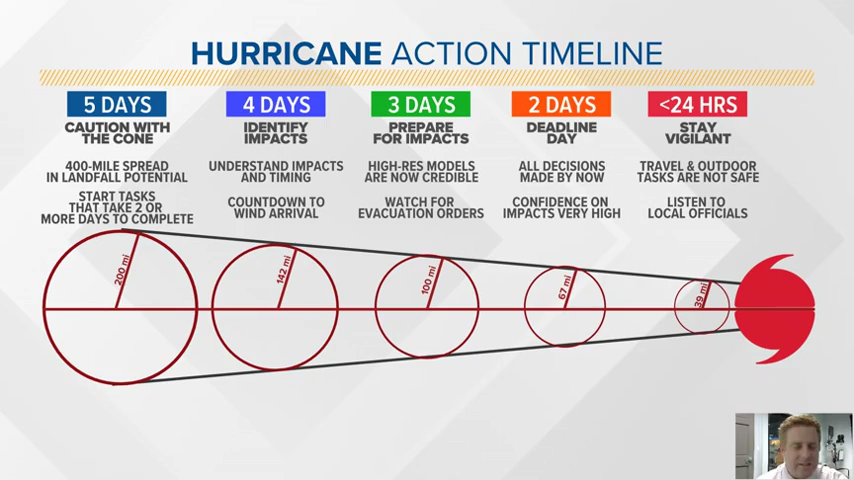 HURRICANE ACTION TIMELINE
5 DAYS
CAUTION WITH
THE CONE
400-MILE SPREAD
IN LANDFALL POTENTIAL
START TASKS
THAT TAKE 2 OR
MORE DAYS TO COMPLETE
4 DAYS
IDENTIFY
IMPACTS
UNDERSTAND IMPACTS
AND TIMING
COUNTDOWN TO
WIND ARRIVAL
3 DAYS
PREPARE
FOR IMPACTS
HIGH-RES MODELS
ARE NOW CREDIBLE
WATCH FOR
EVACUATION ORDERS
2 DAYS
DEADLINE
DAY
ALL DECISIONS
MADE BY NOW
CONFIDENCE ON
IMPACTS VERY HIGH
<24 HRS
STAY
VIGILANT
TRAVEL & OUTDOOR
TASKS ARE NOT SAFE
LISTEN TO
LOCAL OFFICIALS
200 mi
142 mi
100 mi
67 mi
39 mi